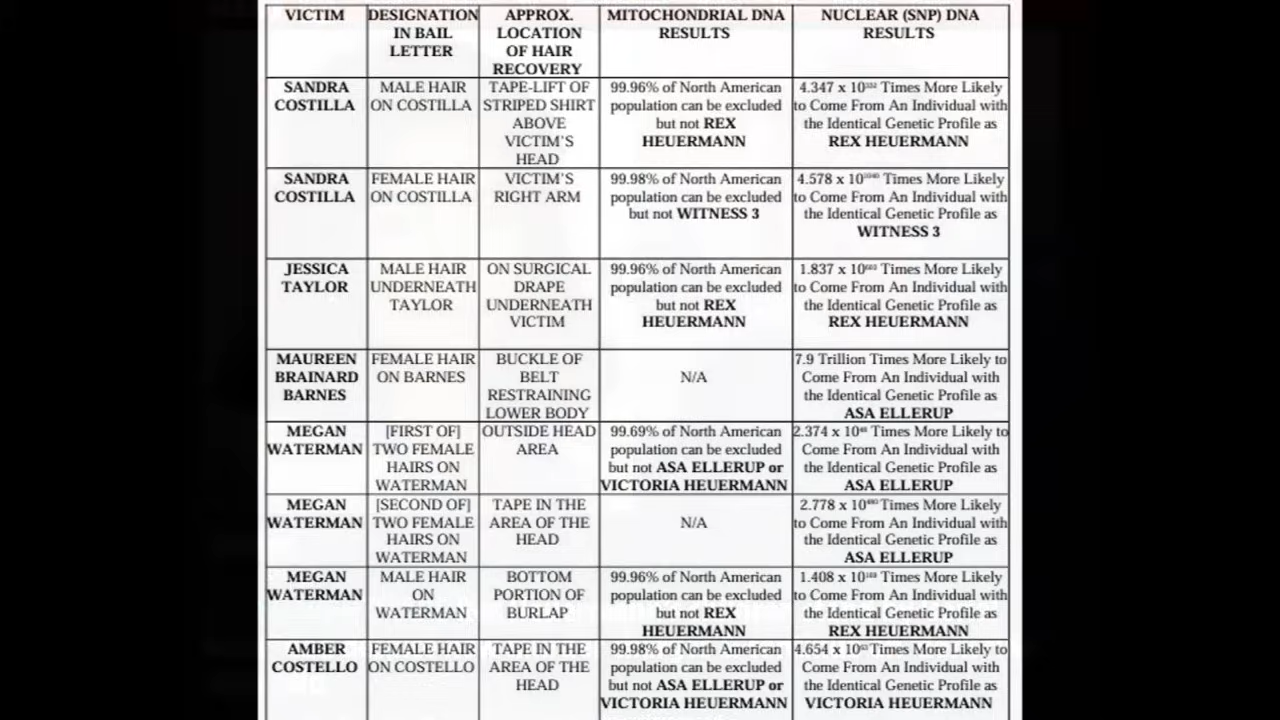 VICTIM
DESIGNATION
IN BAIL
LETTER
APPROX.
LOCATION
OF HAIR
RECOVERY
MITOCHONDRIAL DNA
RESULTS
NUCLEAR (SNP) DNA
RESULTS
SANDRA
COSTILLA
MALE HAIR
ON COSTILLA
TAPE-LIFT OF
STRIPED SHIRT
ABOVE
VICTIM'S
HEAD
99.96% of North American
population can be excluded
but not REX
HEUERMANN
4.347 x Times More Likely
to Come From An Individual with
the Identical Genetic Profile as
REX HEUERMANN
SANDRA
COSTILLA
FEMALE HAIR
ON COSTILLA
VICTIM'S
RIGHT ARM
99.98% of North American
population can be excluded
but not WITNESS 3
4.578 x Times More Likely
to Come From An Individual with
the Identical Genetic Profile as
WITNESS 3
JESSICA
TAYLOR
MALE HAIR
UNDERNEATH
TAYLOR
ON SURGICAL
DRAPE
UNDERNEATH
VICTIM
99.96% of North American
population can be excluded
but not REX
HEUERMANN
1.837 x Times More Likely
to Come From An Individual with
the Identical Genetic Profile as
REX HEUERMANN
MAUREEN
BRAINARD
BARNES
FEMALE HAIR
ON BARNES
BUCKLE OF
BELT
RESTRAINING
LOWER BODY
N/A
7.9 Trillion Times More Likely to
Come From An Individual with
the Identical Genetic Profile as
ASA ELLERUP
MEGAN
WATERMAN
[FIRST OF]
TWO FEMALE
HAIRS ON
WATERMAN
OUTSIDE HEAD
AREA
99.69% of North American
population can be excluded
but not ASA ELLERUP or
VICTORIA HEUERMANN
2.374 x Times More Likely to
Come From An Individual with
the Identical Genetic Profile as
ASA ELLERUP
MEGAN
WATERMAN
[SECOND OF]
TWO FEMALE
HAIRS ON
WATERMAN
TAPE IN THE
AREA OF THE
HEAD
N/A
2.778 x Times More Likely
to Come From An Individual with
the Identical Genetic Profile as
ASA ELLERUP
MEGAN
WATERMAN
MALE HAIR
ON
WATERMAN
BOTTOM
PORTION OF
BURLAP
99.96% of North American
population can be excluded
but not REX
HEUERMANN
1.408 x Times More Likely
to Come From An Individual with
the Identical Genetic Profile as
REX HEUERMANN
AMBER
COSTELLO
FEMALE HAIR
ON COSTELLO
TAPE IN THE
AREA OF THE
HEAD
99.98% of North American
population can be excluded
but not ASA ELLERUP or
VICTORIA HEUERMANN
4.654 x Times More Likely to
Come From An Individual with
the Identical Genetic Profile as
VICTORIA HEUERMANN